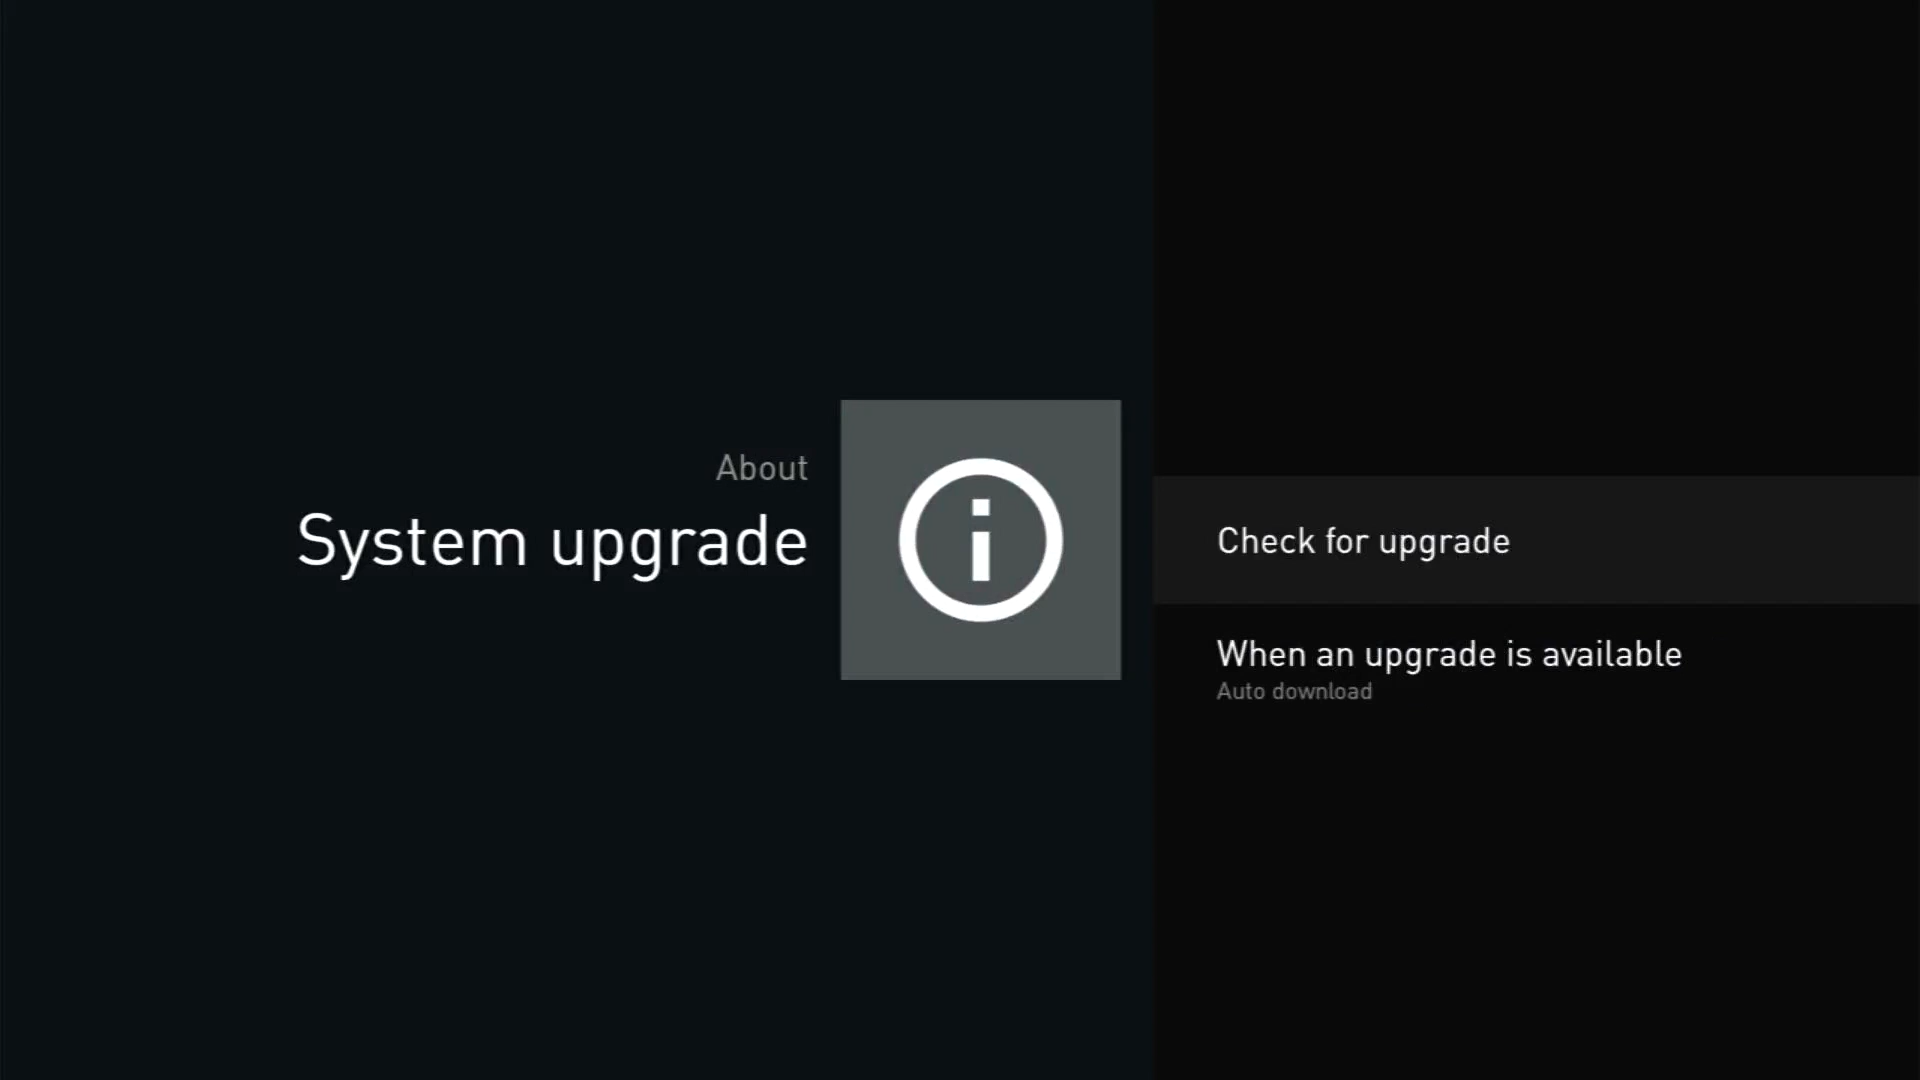 About
System upgrade
Check for upgrade
When an upgrade is available
Auto download